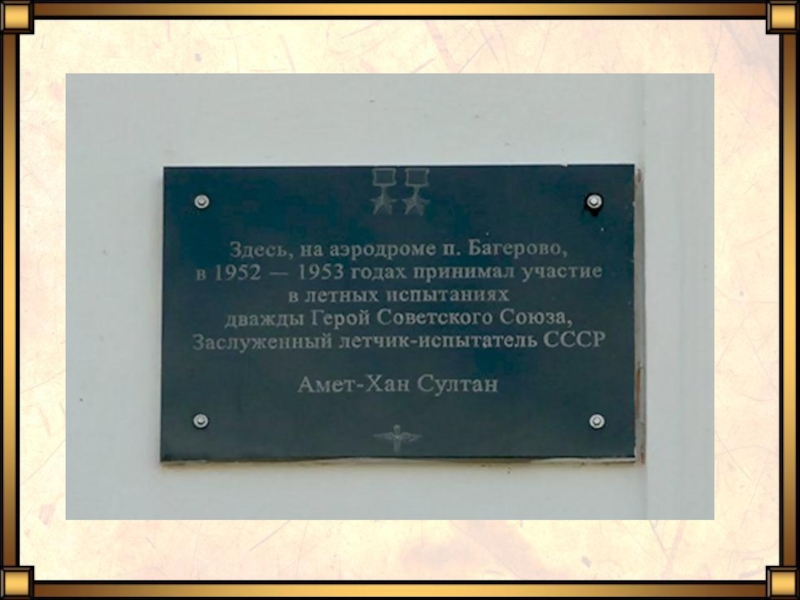 Здесь, на аэродроме п. Багерово,
в 1952 — 1953 годах принимал участие
в летных испытаниях
дважды Герой Советского Союза,
Заслуженный летчик-испытатель СССР
Амет-Хан Султан